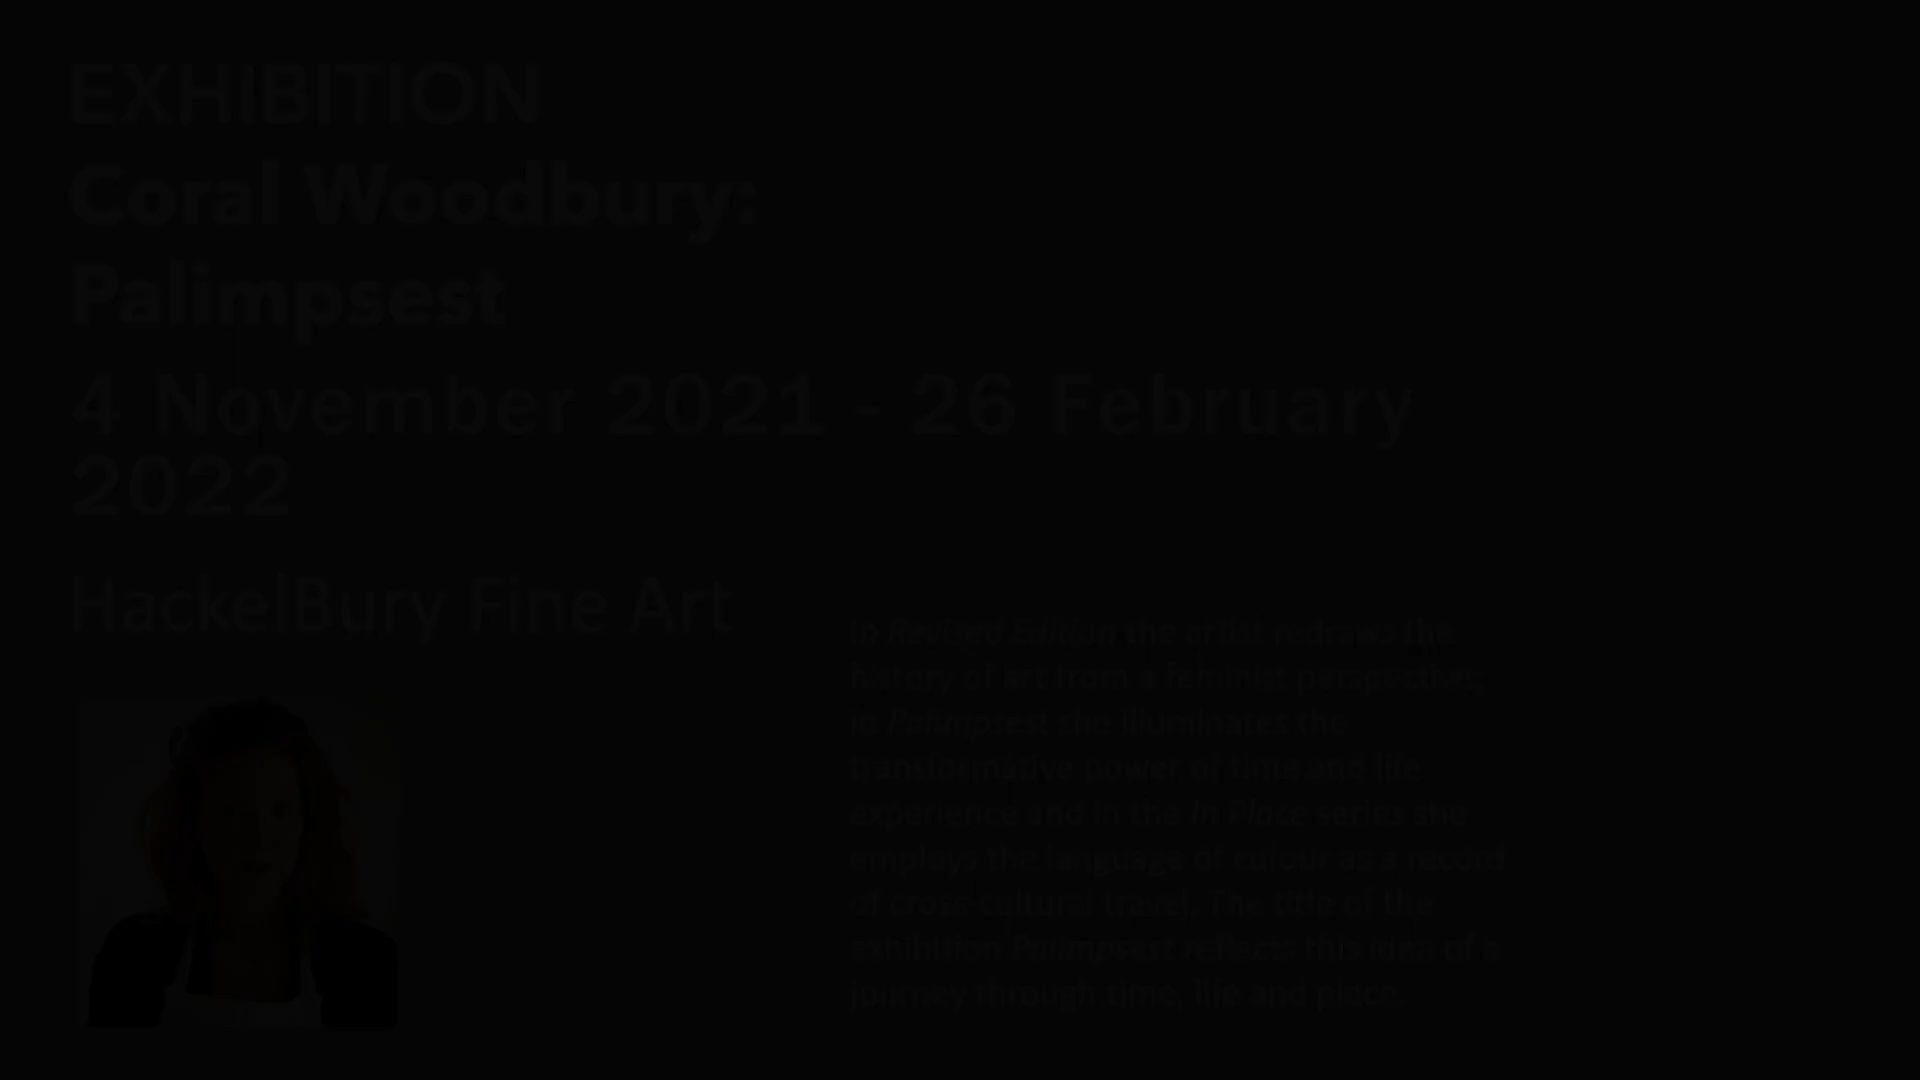 EXHIBITION
Coral Woodbury:
Palimpsest
4 November 2021 - 26 February
2022
HackelBury Fine Art
In Revised Edition the artist redraws the
history of art from a feminist perspective,
in Palimpsest she illuminates the
transformative power of time and life
experience and in the In Place series she
employs the language of colour as a record
of cross-cultural travel. The title of the
exhibition Palimpsest reflects this idea of a
journey through time, life and place.